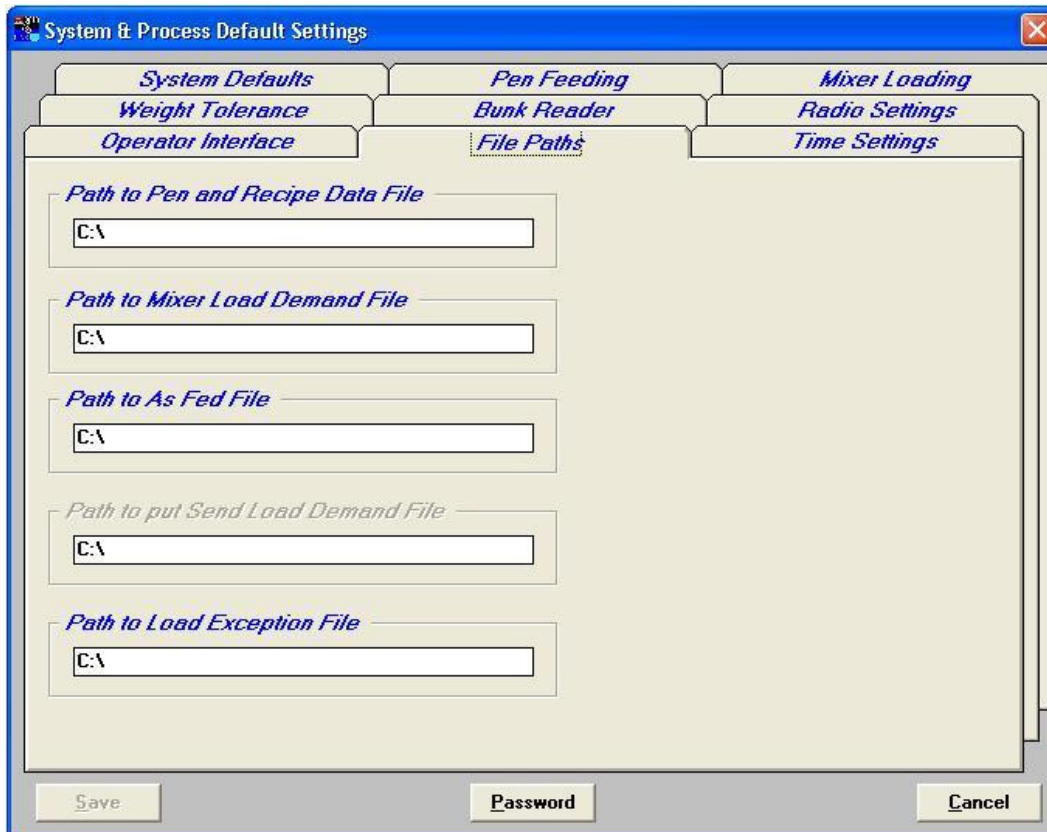 System & Process Default Settings
System Defaults Pen Feeding Mixer Loading
Weight Tolerance Bunk Reader Radio Settings
Operator Interface File Paths Time Settings
Path to Pen and Recipe Data File
C:\
Path to Mixer Load Demand File
C:\
Path to As Fed File
C:\
Path to put Send Load Demand File
C:\
Path to Load Exception File
C:\
Save Password Cancel